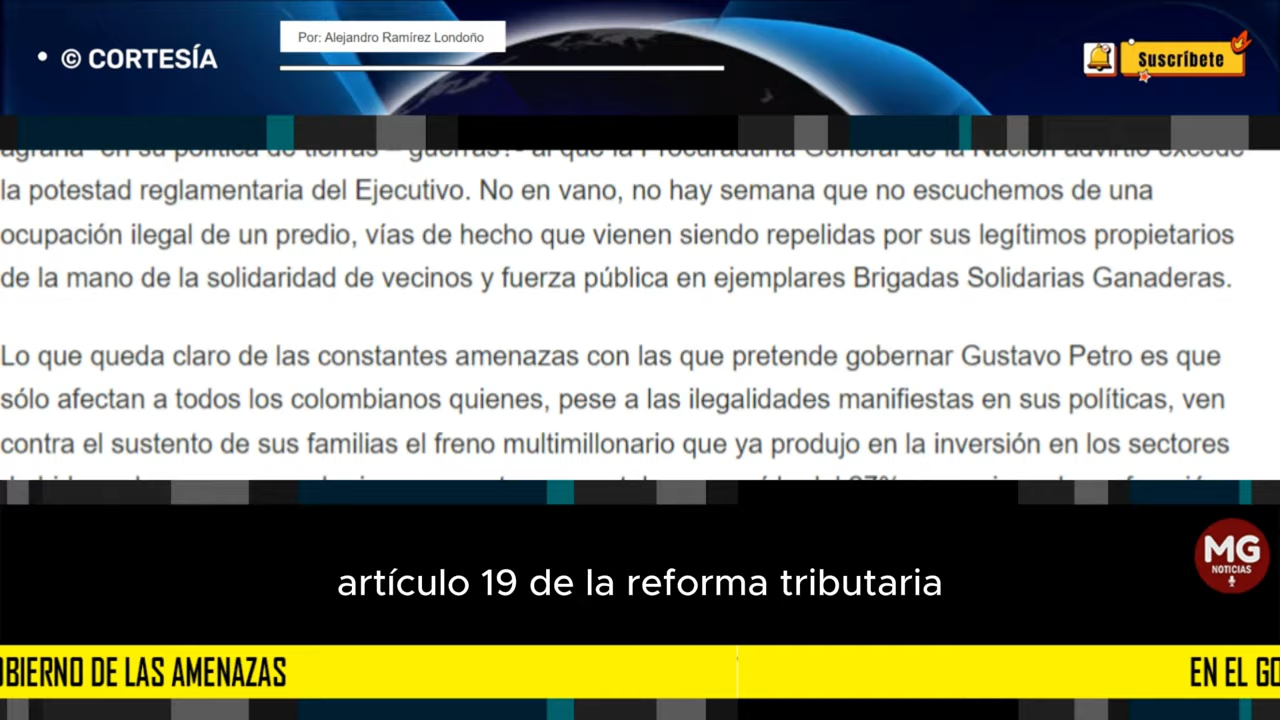 Por: Alejandro Ramírez Londoño
• © CORTESÍA
Suscríbete
la potestad reglamentaria del Ejecutivo. No en vano, no hay semana que no escuchemos de una
ocupación ilegal de un predio, vías de hecho que vienen siendo repelidas por sus legítimos propietarios
de la mano de la solidaridad de vecinos y fuerza pública en ejemplares Brigadas Solidarias Ganaderas.
Lo que queda claro de las constantes amenazas con las que pretende gobernar Gustavo Petro es que
sólo afectan a todos los colombianos quienes, pese a las ilegalidades manifiestas en sus políticas, ven
contra el sustento de sus familias el freno multimillonario que ya produjo en la inversión en los sectores
MG
NOTICIAS
artículo 19 de la reforma tributaria
OBIERNO DE LAS AMENAZAS
EN EL GO